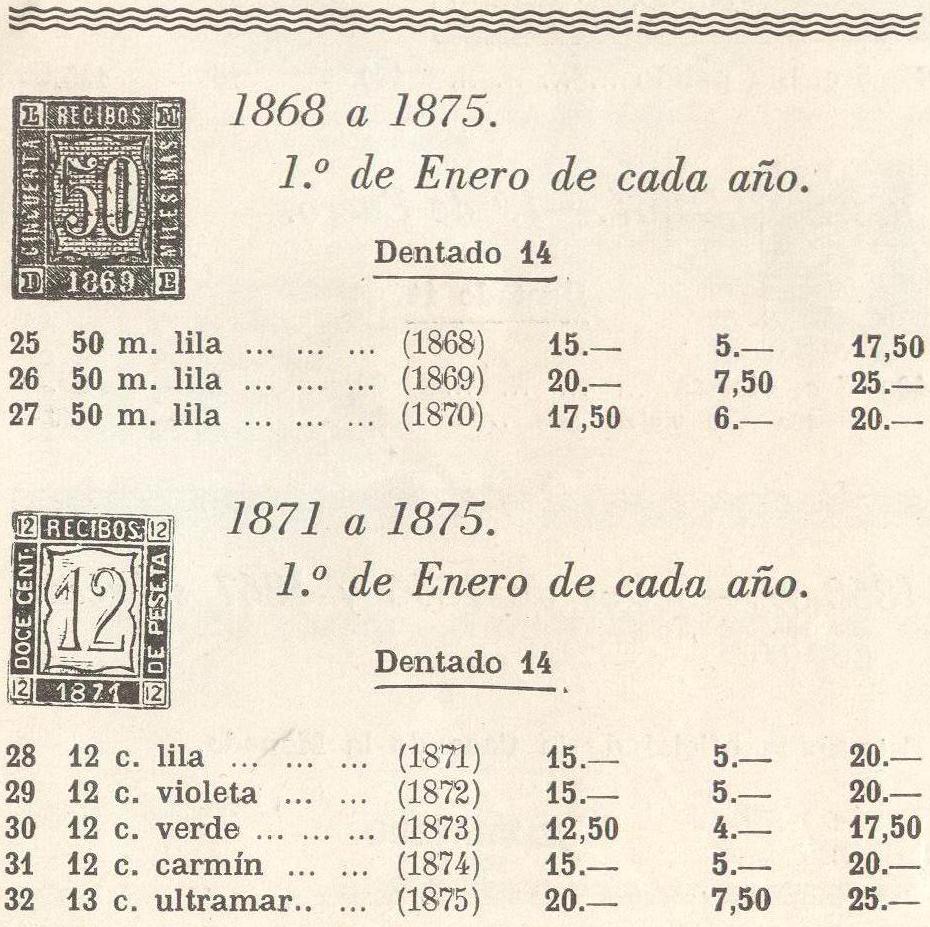 L RECIBOS M
CINCUENTA
50
MILESIMAS
D 1869 E
1868 a 1875.
1.º de Enero de cada año.
Dentado 14
25 50 m. lila ... ... ... (1868) 15.— 5.— 17,50
26 50 m. lila ... ... ... (1869) 20.— 7,50 25.—
27 50 m. lila ... ... ... (1870) 17,50 6.— 20.—
12 RECIBOS 12
DOCE CENT.
12
DE PESETA
12 1871 12
1871 a 1875.
1.º de Enero de cada año.
Dentado 14
28 12 c. lila ... ... ... (1871) 15.— 5.— 20.—
29 12 c. violeta ... ... (1872) 15.— 5.— 20.—
30 12 c. verde ... ... ... (1873) 12,50 4.— 17,50
31 12 c. carmín ... ... (1874) 15.— 5.— 20.—
32 13 c. ultramar.. ... (1875) 20.— 7,50 25.—